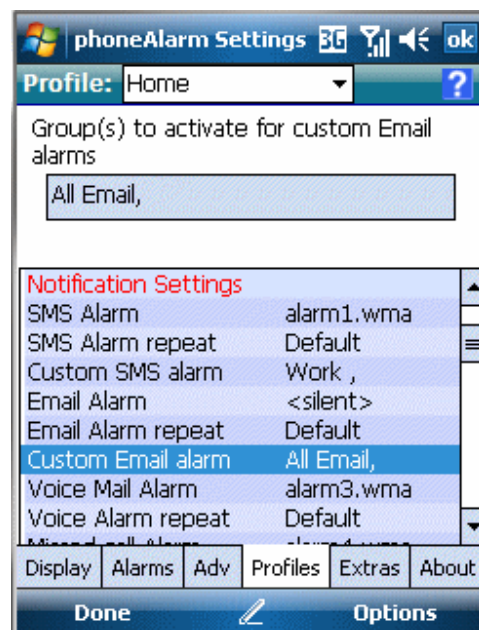 phoneAlarm Settings 3G ok
Profile: Home ?
Group(s) to activate for custom Email
alarms
All Email,
Notification Settings
SMS Alarm alarm1.wma
SMS Alarm repeat Default
Custom SMS alarm Work ,
Email Alarm <silent>
Email Alarm repeat Default
Custom Email alarm All Email,
Voice Mail Alarm alarm3.wma
Voice Alarm repeat Default
Display Alarms Adv Profiles Extras About
Done Options